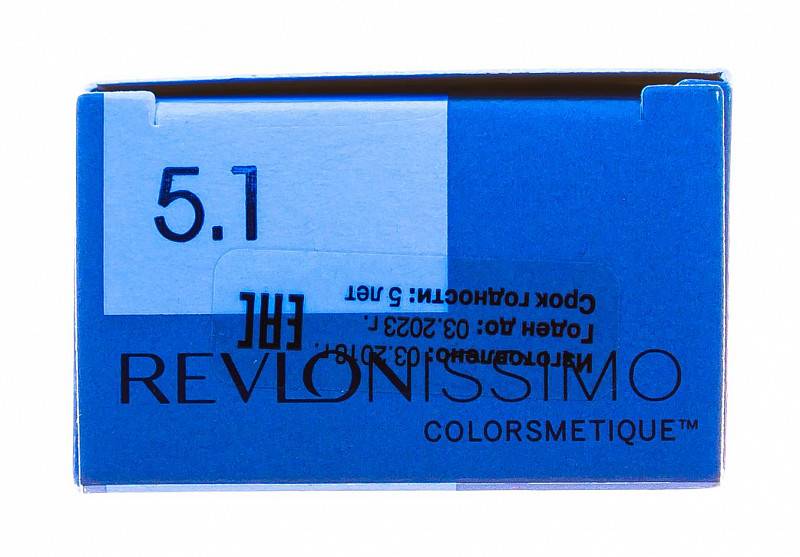 5.1
REVLONISSIMO
COLORSMETIQUE™
Срок годности: 5 лет
Годен до: 03.2023 г.
Изготовлено: 03.2018 г.
EAC